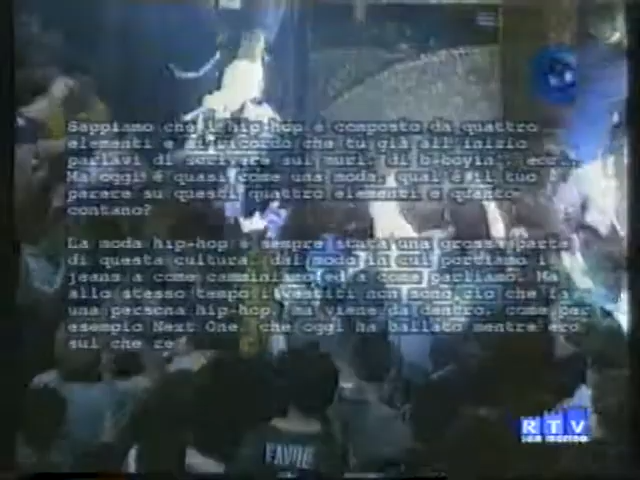 Sappiamo che l'hip-hop è composto da quattro
elementi e mi ricordo che tu già all'inizio
parlavi di scrivere sui muri, di b-boying, ecc..
Ma oggi è quasi come una moda, qual'è il tuo
parere su questi quattro elementi e quanto
contano?
La moda hip-hop è sempre stata una grossa parte
di questa cultura, dal modo in cui portiamo i
jeans a come camminiamo ed a come parliamo. Ma
allo stesso tempo i vestiti non sono ciò che fa
una persona hip-hop, ma viene da dentro, come per
esempio Next One, che oggi ha ballato mentre ero
sul che re
FAVO
RTV